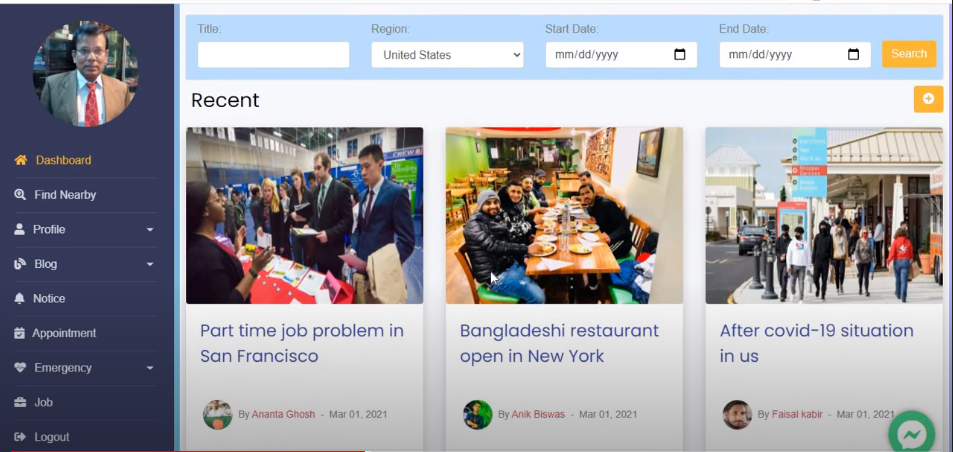 Title:
Region:
Start Date:
End Date:
United States
mm/dd/yyyy
mm/dd/yyyy
Search
Recent
Dashboard
Find Nearby
Profile
Blog
Notice
Appointment
Emergency
Job
Logout
CREW
Part time job problem in
San Francisco
By Ananta Ghosh - Mar 01, 2021
Bangladeshi restaurant
open in New York
By Anik Biswas - Mar 01, 2021
After covid-19 situation
in us
By Faisal kabir - Mar 01, 2021